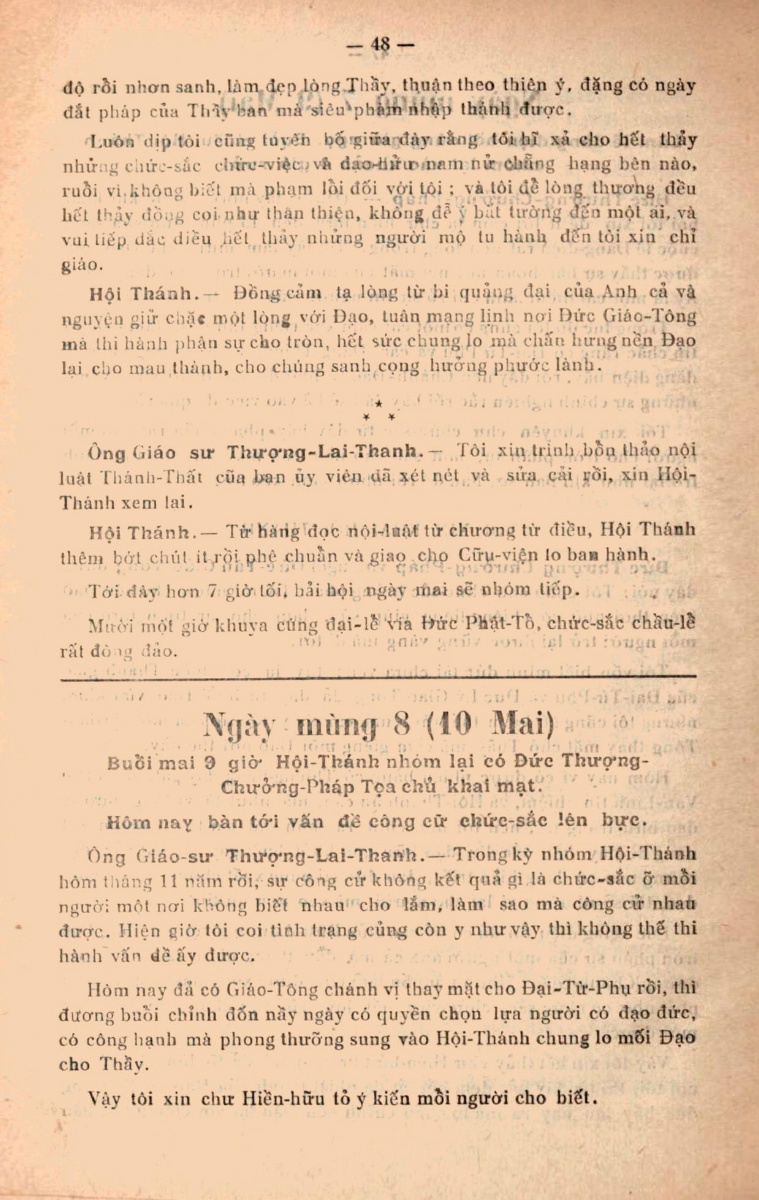 — 48 —
độ rồi nhơn sanh, làm đẹp lòng Thầy, thuận theo thiên ý, đặng có ngày
đắt pháp của Thầy ban mà siêu phàm nhập thánh được.
Luôn dịp tôi cũng tuyên bố giữa đây rằng tôi hĩ xả cho hết thảy
những chức-sắc chức-việc, và đạo-hửu nam nử chẳng hạng bên nào,
ruồi vì không biết mà phạm lỗi đối với tôi ; và tôi để lòng thương đều
hết thảy đồng coi như thân thiện, không để ý bất tường đến một ai, và
vui tiếp dắc diều hết thảy những người mộ tu hành đến tôi xin chỉ
giáo.
Hội Thánh. — Đồng cảm tạ lòng từ bi quảng đại của Anh cả và
nguyện giử chặc một lòng với Đạo, tuân mạng lịnh nơi Đức Giáo-Tông
mà thi hành phận sự cho tròn, hết sức chung lo mà chấn hưng nền Đạo
lại cho mau thành, cho chúng sanh cọng hưởng phước lành.
* * *
Ông Giáo sư Thượng-Lai-Thanh. — Tôi xin trình bổn thảo nội
luật Thánh-Thất cũa ban ủy viên đã xét nét và sửa cải rồi, xin Hội-
Thánh xem lai.
Hội Thánh. — Từ hàng đọc nội-luật từ chương từ điều, Hội Thánh
thêm bớt chút ít rồi phê chuẩn và giao cho Cữu-viện lo ban hành.
Tới đây hơn 7 giờ tối, bải hội ngày mai sẽ nhóm tiếp.
Mười một giờ khuya cúng đại-lể vía Đức Phật-Tổ, chức-sắc chầu-lể
rất đông đảo.
Ngày mùng 8 (10 Mai)
Buổi mai 9 giờ Hội-Thánh nhóm lại có Đức Thượng-
Chưởng-Pháp Tọa chủ khai mạt.
Hôm nay bàn tới vấn đề công cữ chức-sắc lên bực.
Ông Giáo-sư Thượng-Lai-Thanh. — Trong kỳ nhóm Hội-Thánh
hôm tháng 11 năm rồi, sự công cử không kết quả gì là chức-sắc ỡ mỗi
người một nơi không biết nhau cho lắm, làm sao mà công cử nhau
được. Hiện giờ tôi coi tình trạng củng còn y như vậy thì không thế thi
hành vấn đề ấy được.
Hôm nay đả có Giáo-Tông chánh vị thay mặt cho Đại-Từ-Phụ rồi, thì
đương buổi chỉnh đốn nầy ngày có quyền chọn lựa người có đạo đức,
có công hạnh mà phong thưỡng sung vào Hội-Thánh chung lo mối Đạo
cho Thầy.
Vậy tôi xin chư Hiền-hữu tỏ ý kiến mỗi người cho biết.